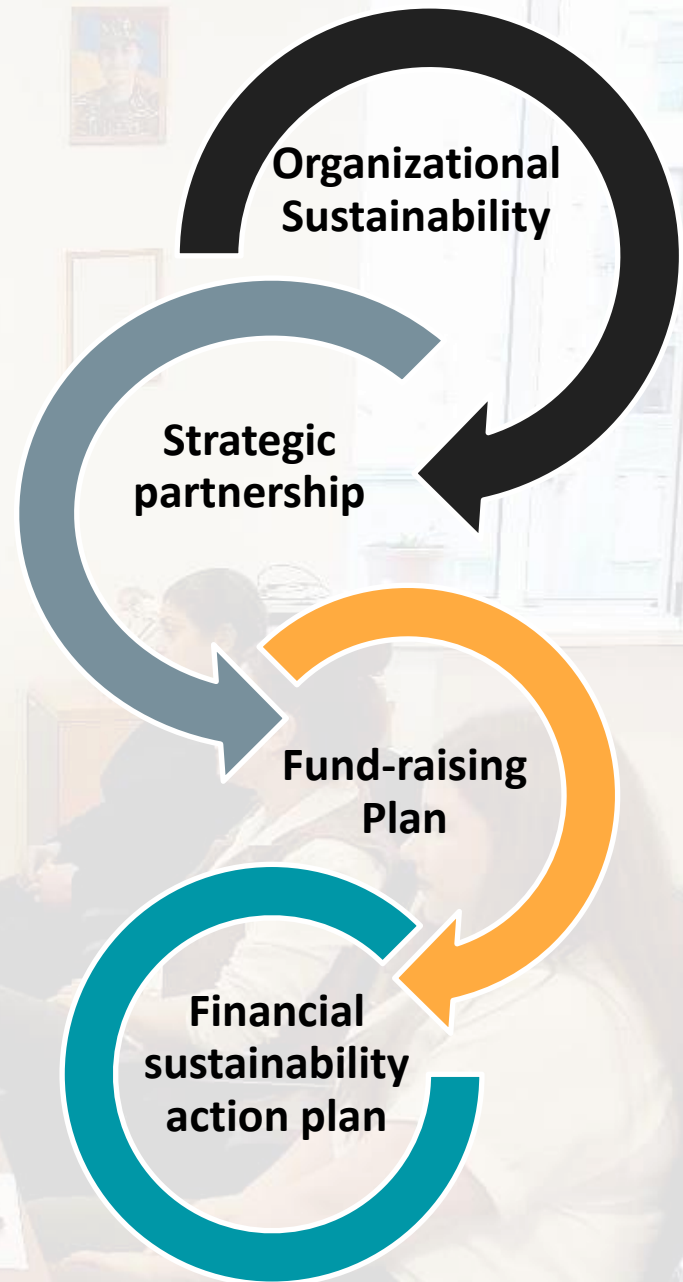 Organizational
Sustainability
Strategic
partnership
Fund-raising
Plan
Financial
sustainability
action plan